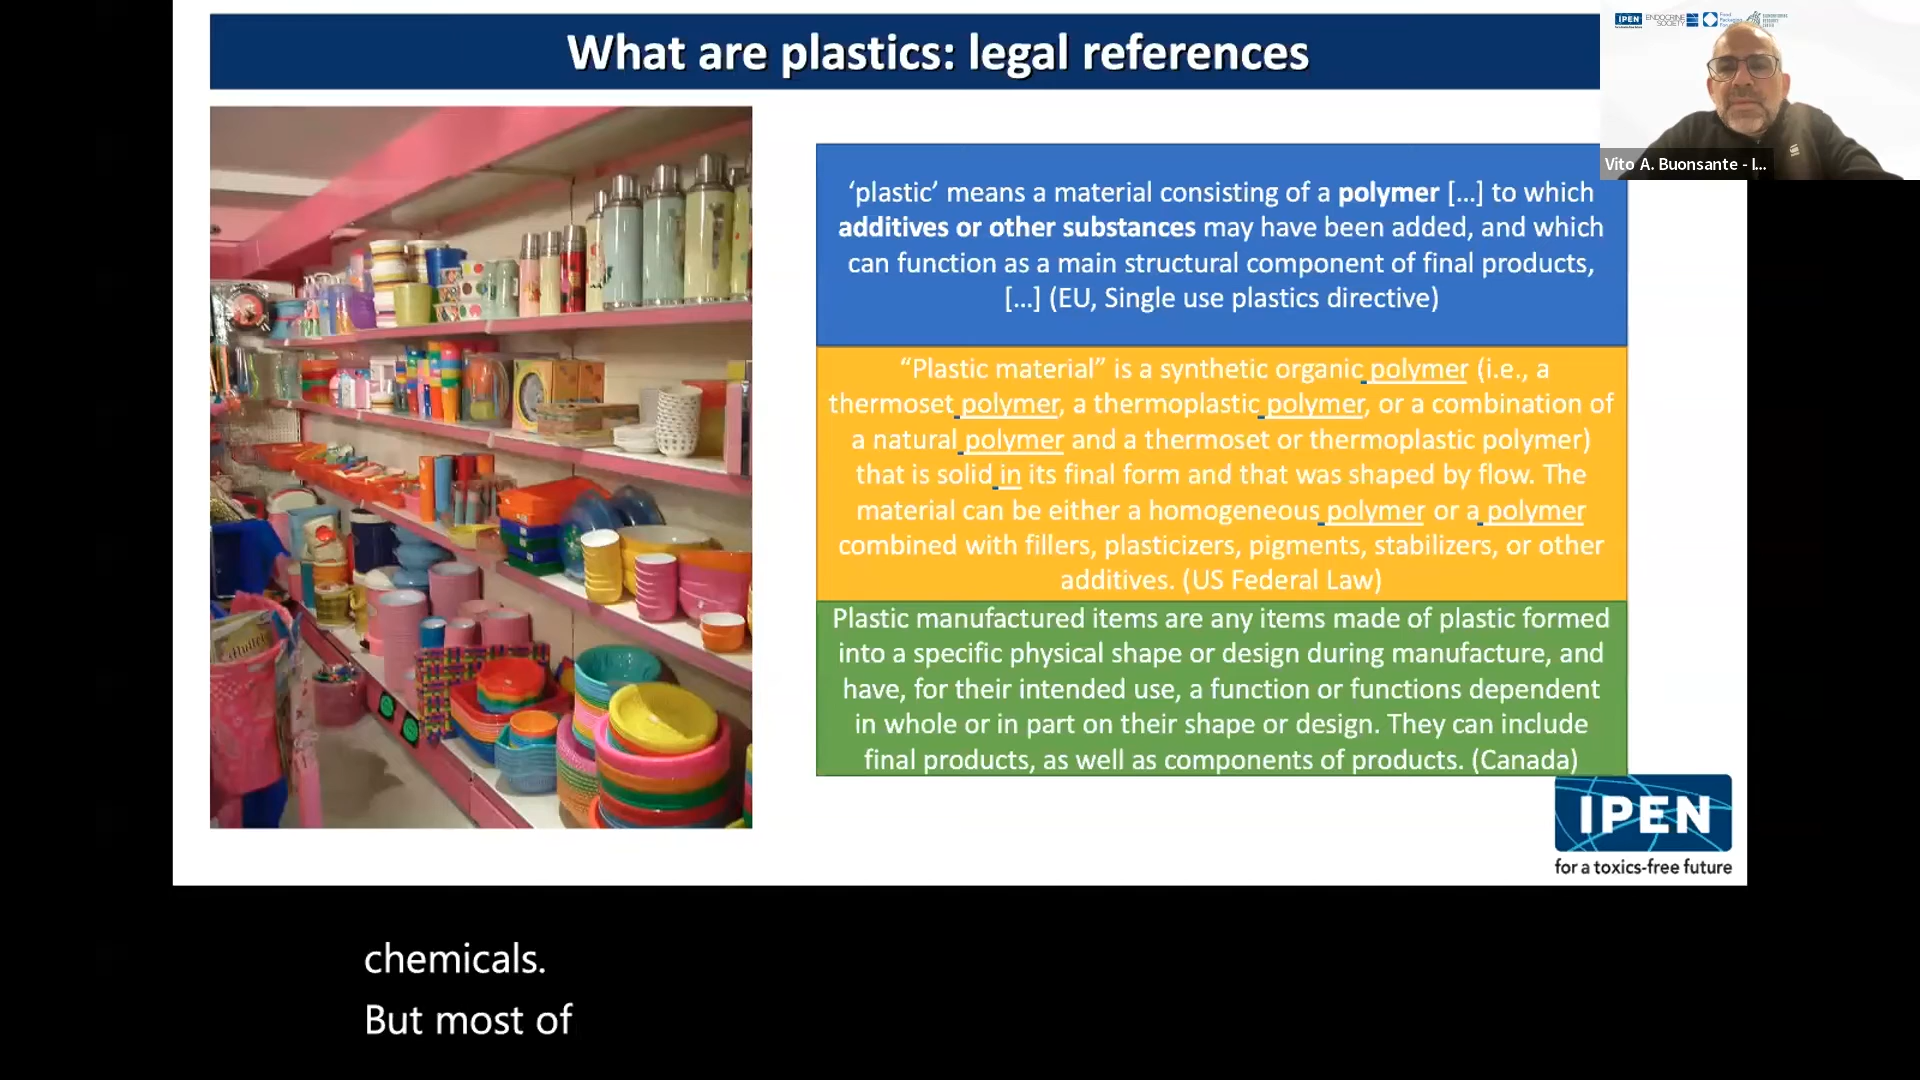 What are plastics: legal references
IPEN
ENDOCRINE
SOCIETY
Vito A. Buonsante - I...
‘plastic’ means a material consisting of a polymer [...] to which
additives or other substances may have been added, and which
can function as a main structural component of final products,
[...] (EU, Single use plastics directive)
“Plastic material” is a synthetic organic polymer (i.e., a
thermoset polymer, a thermoplastic polymer, or a combination of
a natural polymer and a thermoset or thermoplastic polymer)
that is solid in its final form and that was shaped by flow. The
material can be either a homogeneous polymer or a polymer
combined with fillers, plasticizers, pigments, stabilizers, or other
additives. (US Federal Law)
Plastic manufactured items are any items made of plastic formed
into a specific physical shape or design during manufacture, and
have, for their intended use, a function or functions dependent
in whole or in part on their shape or design. They can include
final products, as well as components of products. (Canada)
IPEN
for a toxics-free future
chemicals.
But most of